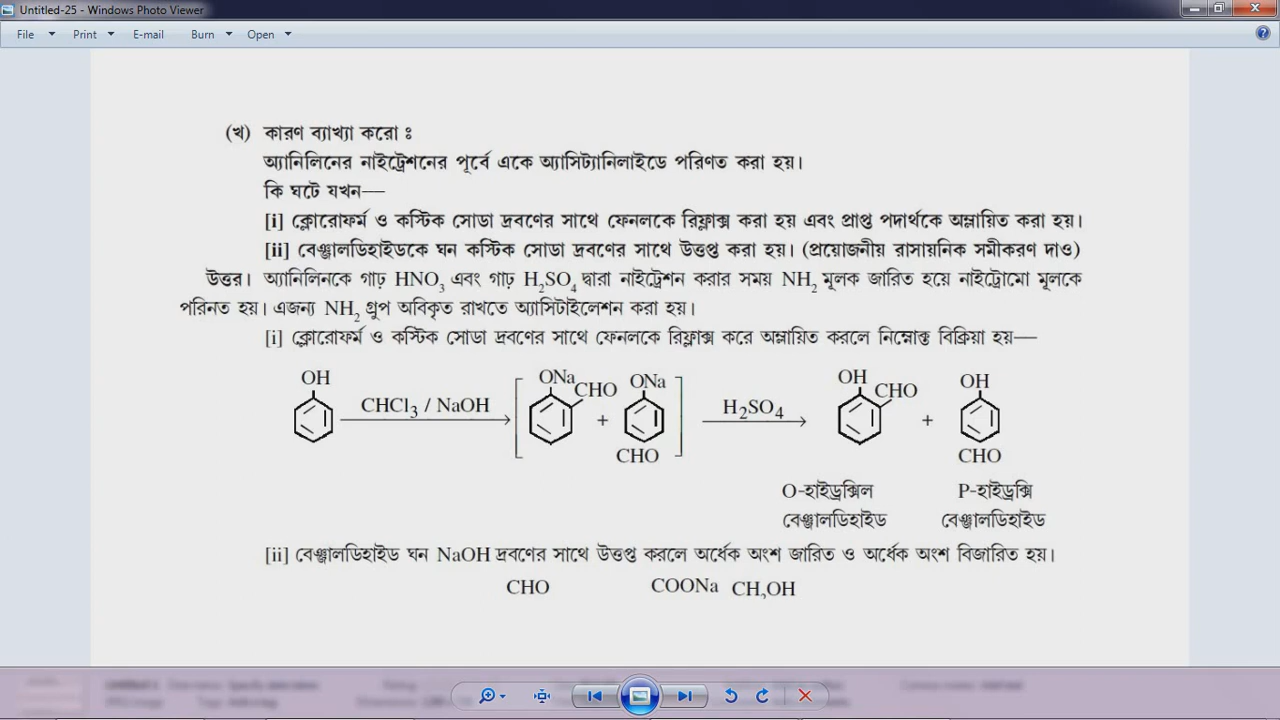 Untitled-25 - Windows Photo Viewer
File Print E-mail Burn Open
(খ) কারণ ব্যাখ্যা করো ঃ
অ্যানিলিনের নাইট্রেশনের পূর্বে একে অ্যাসিট্যানিলাইডে পরিণত করা হয়।
কি ঘটে যখন—
[i] ক্লোরোফর্ম ও কস্টিক সোডা দ্রবণের সাথে ফেনলকে রিফ্লাক্স করা হয় এবং প্রাপ্ত পদার্থকে অম্লায়িত করা হয়।
[ii] বেঞ্জালডিহাইডকে ঘন কস্টিক সোডা দ্রবণের সাথে উত্তপ্ত করা হয়। (প্রয়োজনীয় রাসায়নিক সমীকরণ দাও)
উত্তর। অ্যানিলিনকে গাঢ় HNO3 এবং গাঢ় H2SO4 দ্বারা নাইট্রেশন করার সময় NH2 মূলক জারিত হয়ে নাইট্রোমো মূলকে
পরিনত হয়। এজন্য NH2 গ্রুপ অবিকৃত রাখতে অ্যাসিটাইলেশন করা হয়।
[i] ক্লোরোফর্ম ও কস্টিক সোডা দ্রবণের সাথে ফেনলকে রিফ্লাক্স করে অম্লায়িত করলে নিম্নোক্ত বিক্রিয়া হয়—
OH ONa ONa OH OH
CHO CHO
CHCl3 / NaOH + H2SO4 +
CHO CHO
O-হাইড্রক্সিল P-হাইড্রক্সি
বেঞ্জালডিহাইড বেঞ্জালডিহাইড
[ii] বেঞ্জালডিহাইড ঘন NaOH দ্রবণের সাথে উত্তপ্ত করলে অর্ধেক অংশ জারিত ও অর্ধেক অংশ বিজারিত হয়।
CHO COONa CH2OH